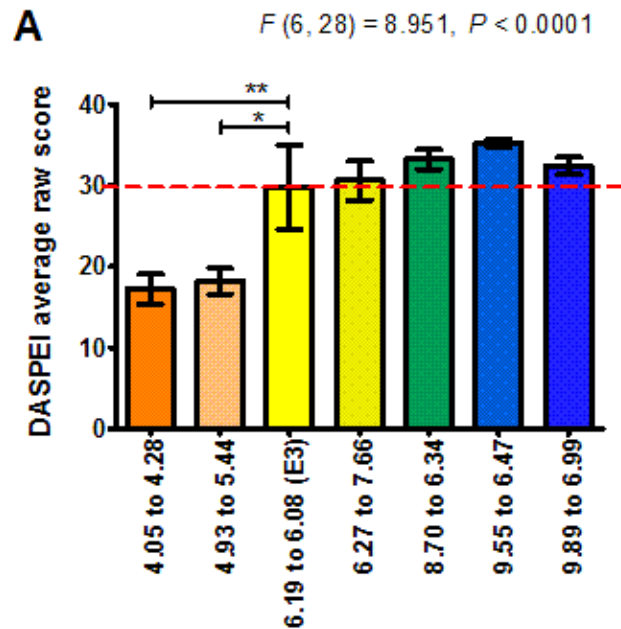 A
F (6, 28) = 8.951, P < 0.0001
DASPEI average raw score
40
30
20
10
0
**
*
4.05 to 4.28
4.93 to 5.44
6.19 to 6.08 (E3)
6.27 to 7.66
8.70 to 6.34
9.55 to 6.47
9.89 to 6.99